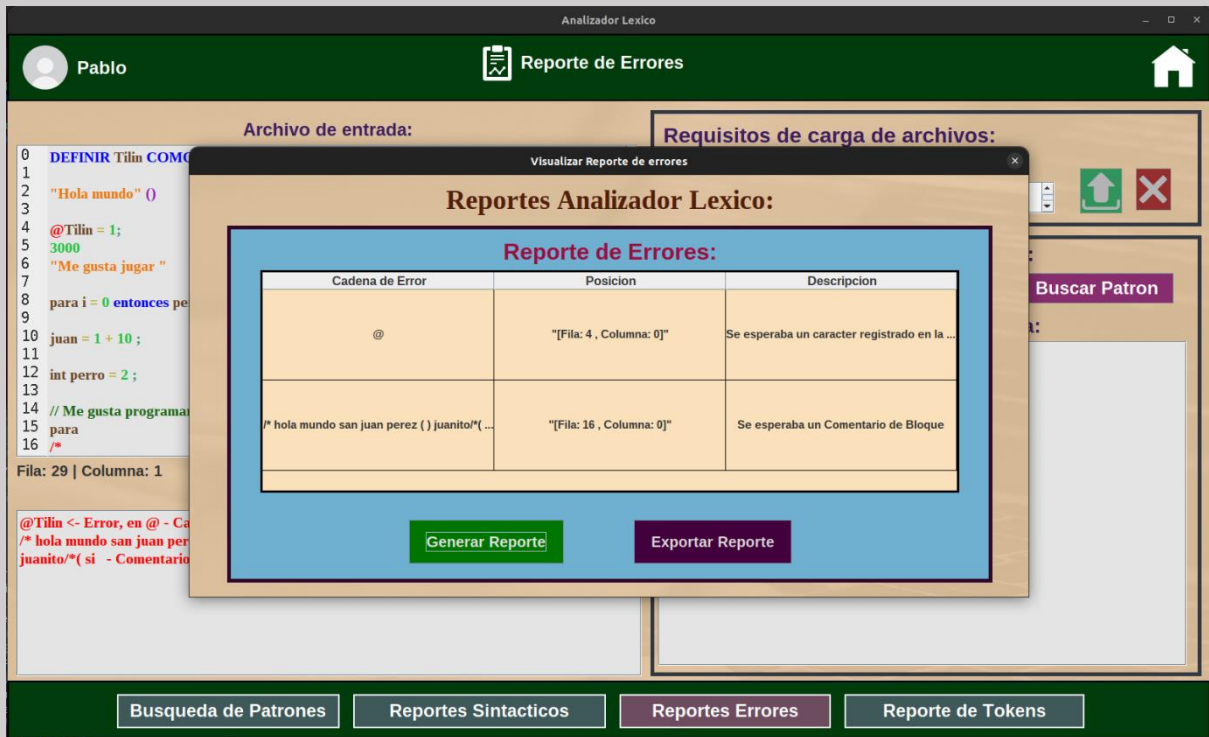 Analizador Lexico
Pablo
Reporte de Errores
Archivo de entrada:
Requisitos de carga de archivos:
0 DEFINIR Tilin COMO
1
2 "Hola mundo" ()
3
4 @Tilin = 1;
5 3000
6 "Me gusta jugar "
7
8 para i = 0 entonces pe
9
10 juan = 1 + 10 ;
11
12 int perro = 2 ;
13
14 // Me gusta programar
15 para
16 /*
Fila: 29 | Columna: 1
@Tilin <- Error, en @ - Ca
/* hola mundo san juan per
juanito/*( si - Comentario
Visualizar Reporte de errores
Reportes Analizador Lexico:
Reporte de Errores:
Cadena de Error Posicion Descripcion
@ "[Fila: 4 , Columna: 0]" Se esperaba un caracter registrado en la ...
/* hola mundo san juan perez ( ) juanito/*( ... "[Fila: 16 , Columna: 0]" Se esperaba un Comentario de Bloque
Generar Reporte Exportar Reporte
:
Buscar Patron
a:
Busqueda de Patrones Reportes Sintacticos Reportes Errores Reporte de Tokens